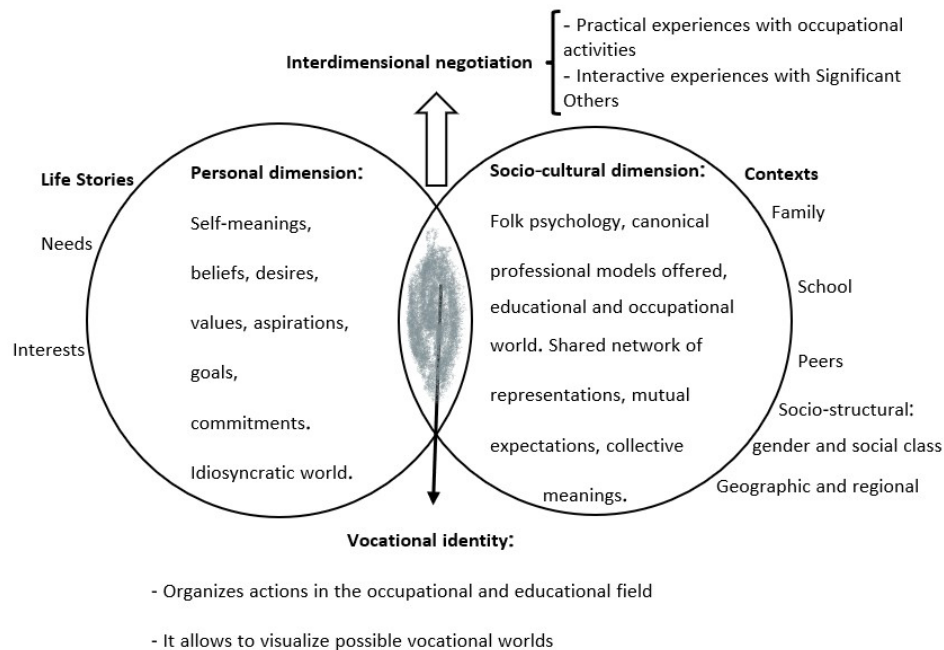 - Practical experiences with occupational
activities
Interdimensional negotiation
- Interactive experiences with Significant
Others
Life Stories
Needs
Interests
Personal dimension:
Self-meanings,
beliefs, desires,
values, aspirations,
goals,
commitments.
Idiosyncratic world.
Socio-cultural dimension:
Folk psychology, canonical
professional models offered,
educational and occupational
world. Shared network of
representations, mutual
expectations, collective
meanings.
Contexts
Family
School
Peers
Socio-structural:
gender and social class
Geographic and regional
Vocational identity:
- Organizes actions in the occupational and educational field
- It allows to visualize possible vocational worlds